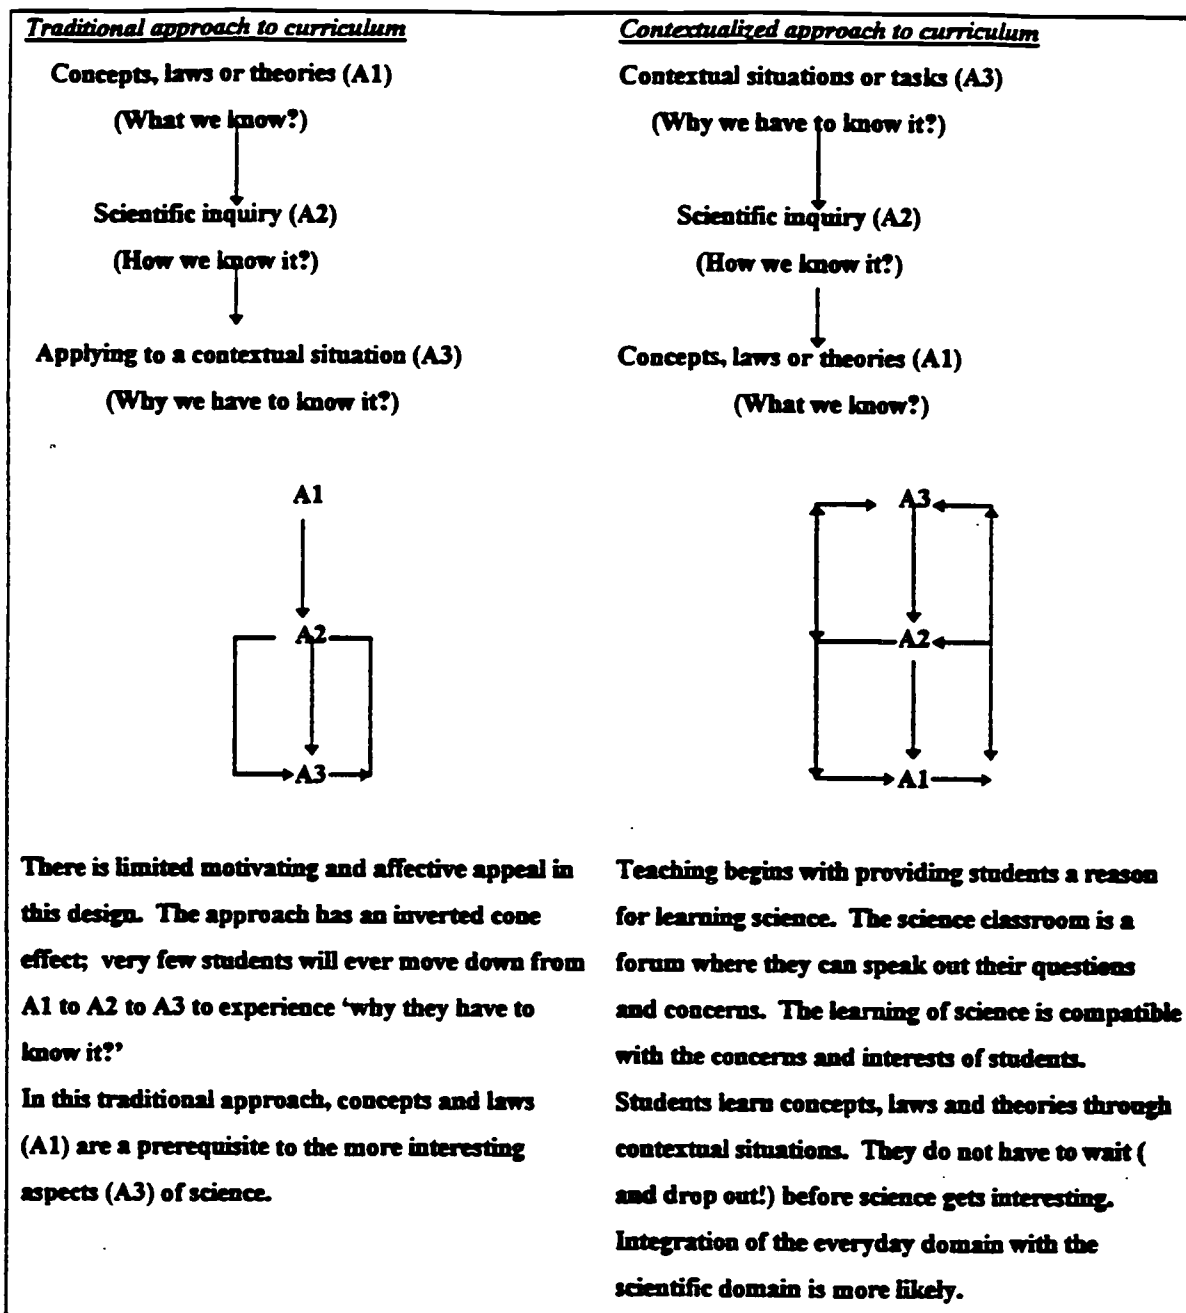 Traditional approach to curriculum
Concepts, laws or theories (A1)
(What we know?)
Scientific inquiry (A2)
(How we know it?)
Applying to a contextual situation (A3)
(Why we have to know it?)
A1
A2
A3
There is limited motivating and affective appeal in
this design. The approach has an inverted cone
effect; very few students will ever move down from
A1 to A2 to A3 to experience ‘why they have to
know it?’
In this traditional approach, concepts and laws
(A1) are a prerequisite to the more interesting
aspects (A3) of science.
Contextualized approach to curriculum
Contextual situations or tasks (A3)
(Why we have to know it?)
Scientific inquiry (A2)
(How we know it?)
Concepts, laws or theories (A1)
(What we know?)
A3
A2
A1
Teaching begins with providing students a reason
for learning science. The science classroom is a
forum where they can speak out their questions
and concerns. The learning of science is compatible
with the concerns and interests of students.
Students learn concepts, laws and theories through
contextual situations. They do not have to wait (
and drop out!) before science gets interesting.
Integration of the everyday domain with the
scientific domain is more likely.